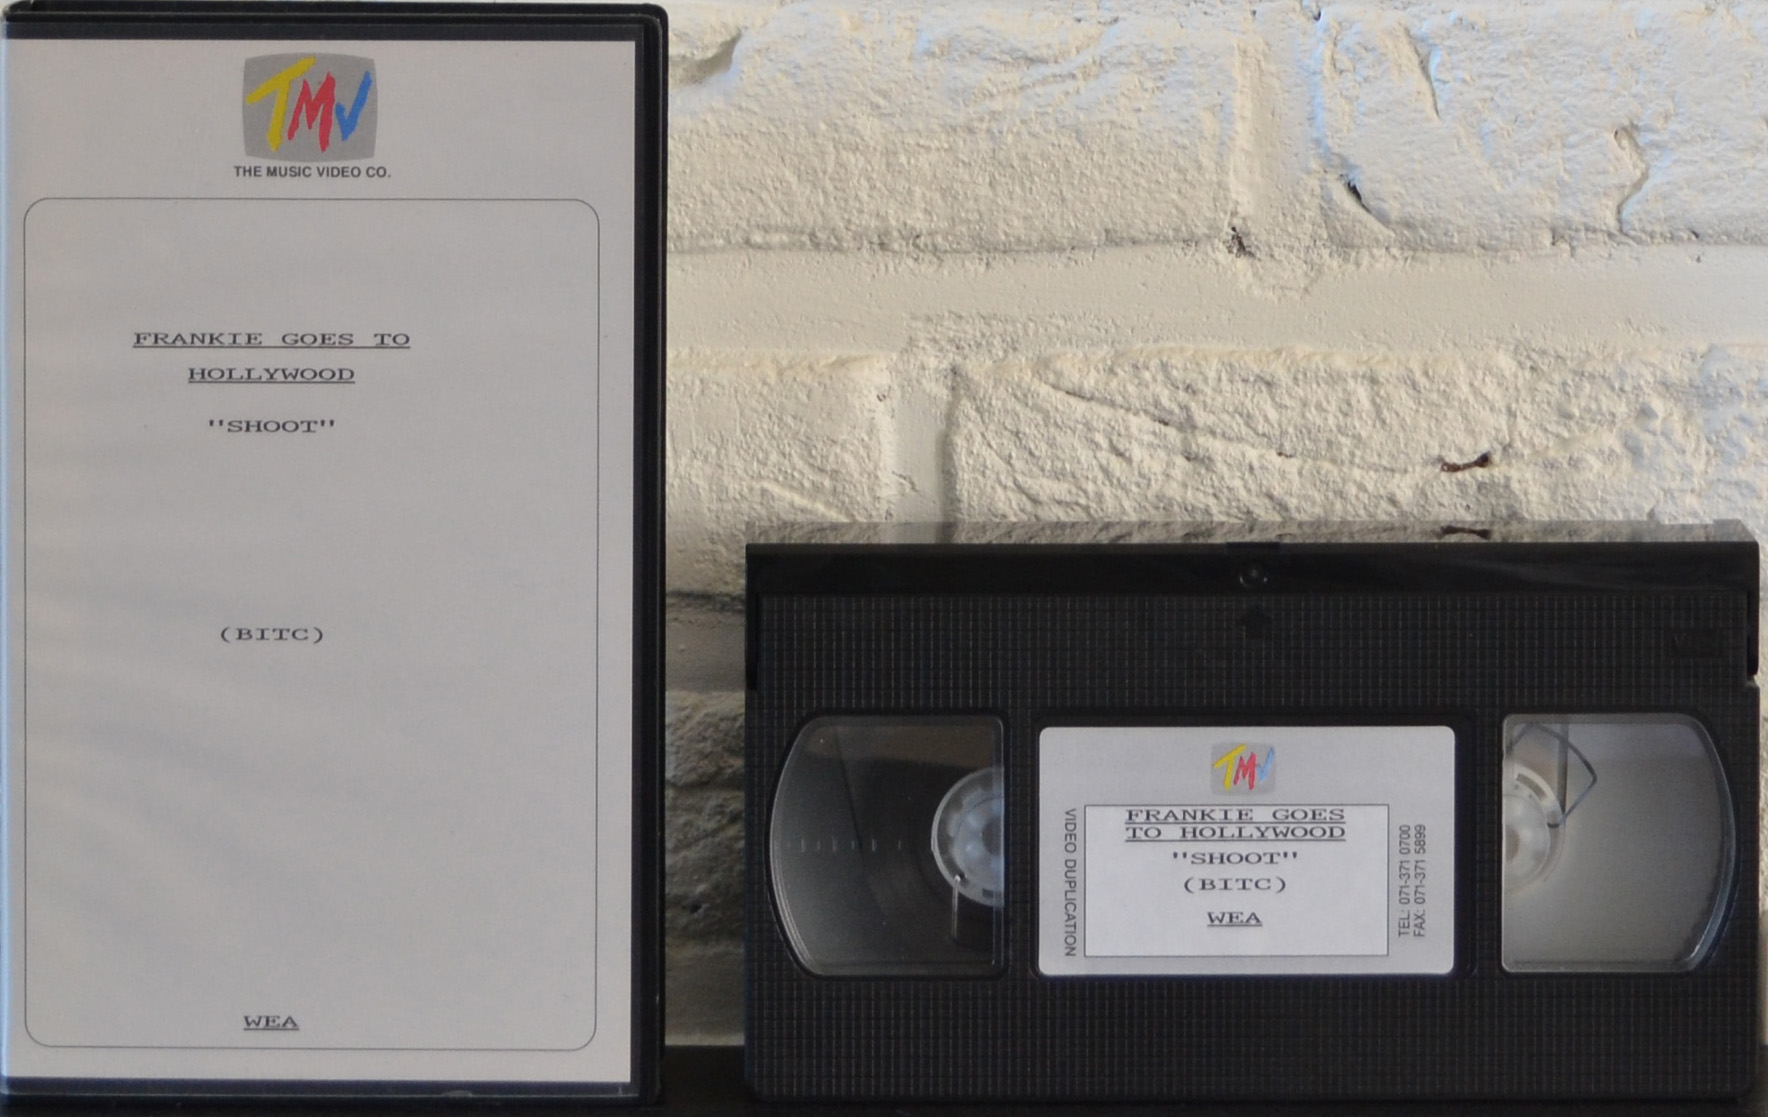 TMV
THE MUSIC VIDEO CO.
FRANKIE GOES TO
HOLLYWOOD
"SHOOT"
(BITC)
WEA
TMV
FRANKIE GOES
TO HOLLYWOOD
"SHOOT"
(BITC)
WEA
VIDEO DUPLICATION
TEL: 071-371 0700
FAX: 071-371 5899